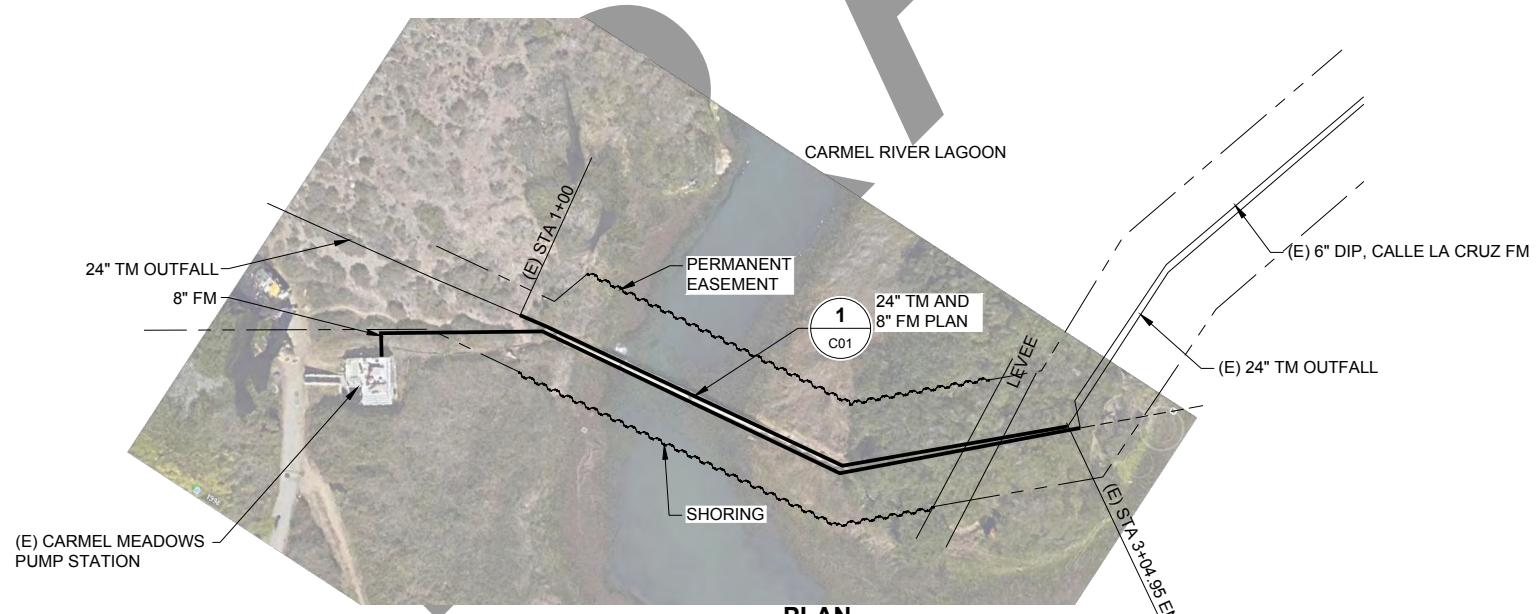 CARMEL RIVER LAGOON
(E) STA 1+00
24" TM OUTFALL
8" FM
PERMANENT
EASEMENT
1
C01
24" TM AND
8" FM PLAN
(E) 6" DIP, CALLE LA CRUZ FM
LEVEE
(E) 24" TM OUTFALL
SHORING
(E) CARMEL MEADOWS
PUMP STATION
(E) STA 3+04.95
PLAN